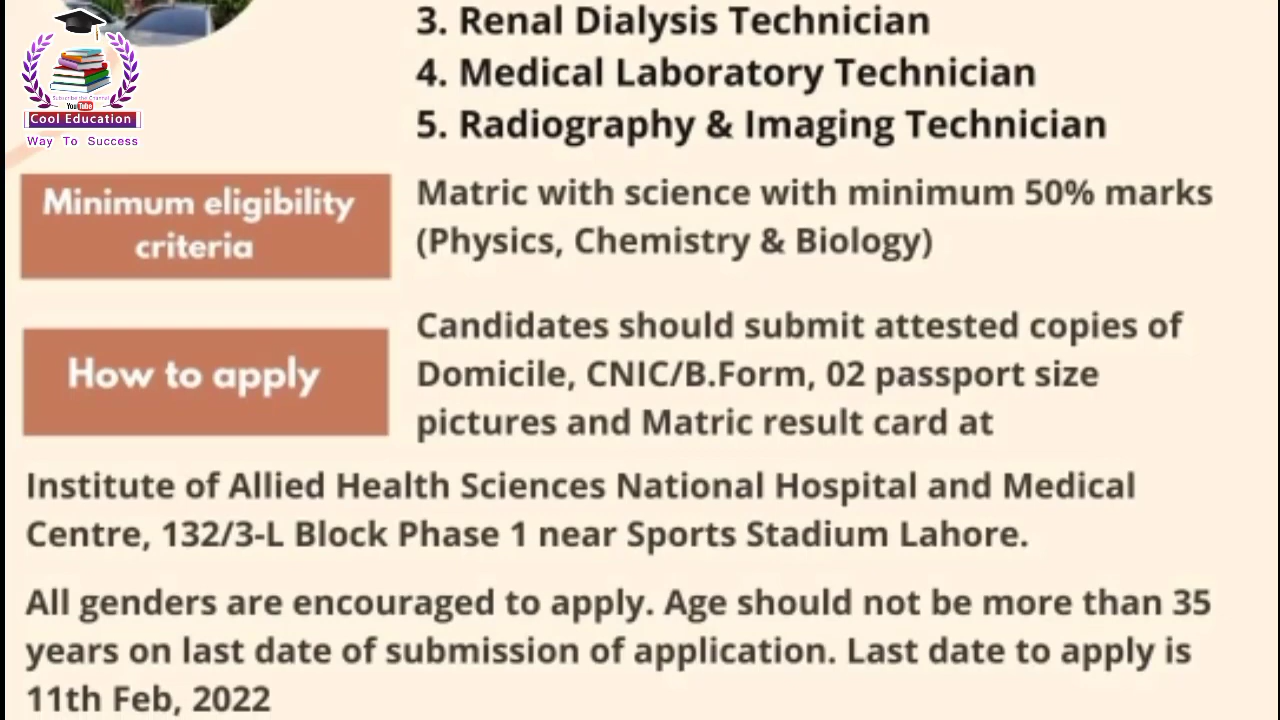 3. Renal Dialysis Technician
4. Medical Laboratory Technician
5. Radiography & Imaging Technician
Subscribe the Channel
YouTube
Cool Education
Way To Success
Minimum eligibility
criteria
Matric with science with minimum 50% marks
(Physics, Chemistry & Biology)
How to apply
Candidates should submit attested copies of
Domicile, CNIC/B.Form, 02 passport size
pictures and Matric result card at
Institute of Allied Health Sciences National Hospital and Medical
Centre, 132/3-L Block Phase 1 near Sports Stadium Lahore.
All genders are encouraged to apply. Age should not be more than 35
years on last date of submission of application. Last date to apply is
11th Feb, 2022